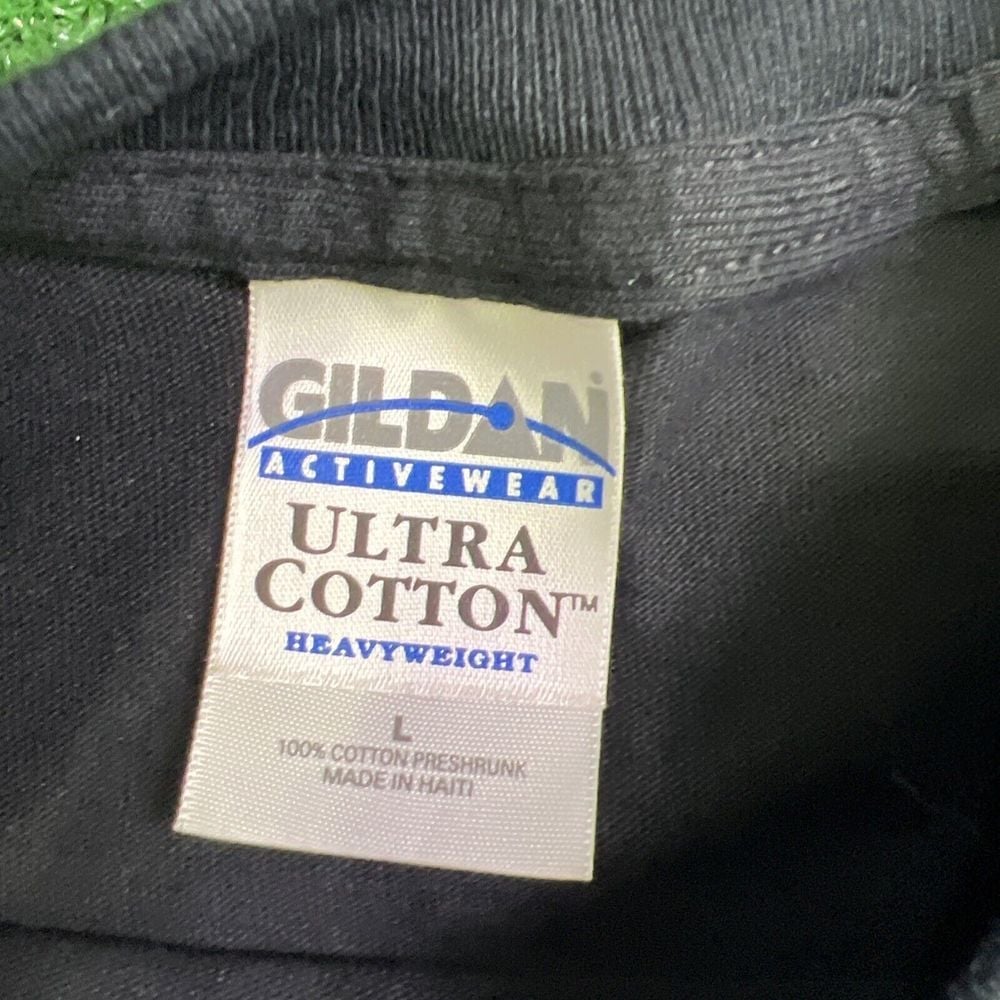 GILDAN
ACTIVEWEAR
ULTRA
COTTON™
HEAVYWEIGHT
L
100% COTTON PRESHRUNK
MADE IN HAITI